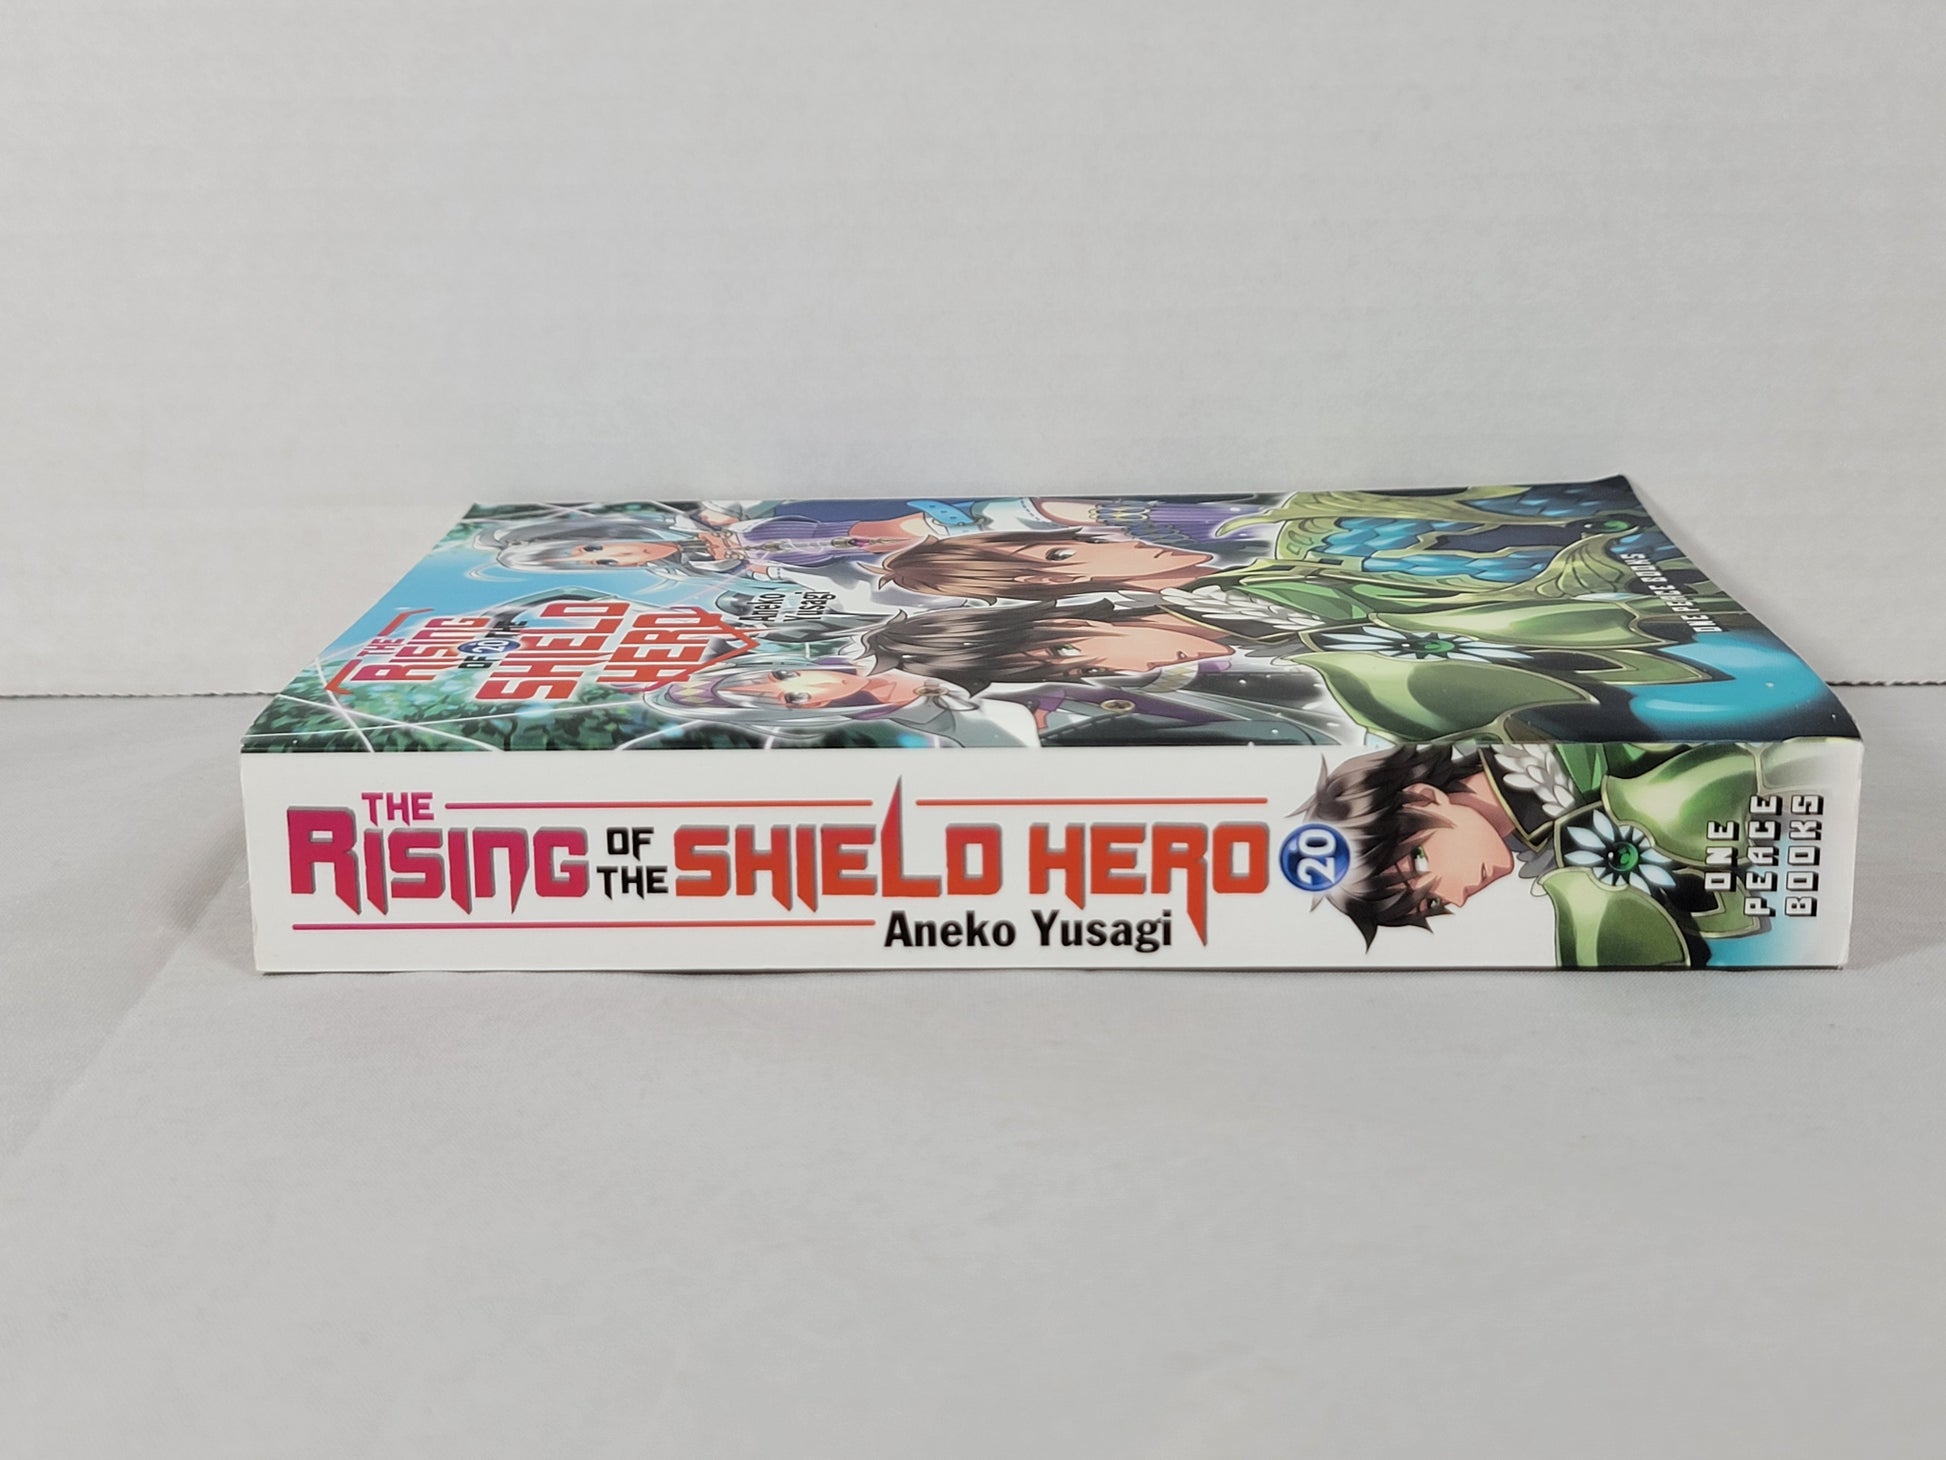 THE
RISING
OF 20 THE
SHIELD
HERO
Aneko
Yusagi
ONE PEACE BOOKS
THE
RISING OF THE SHIELD HERO 20
Aneko Yusagi
ONE
PEACE
BOOKS